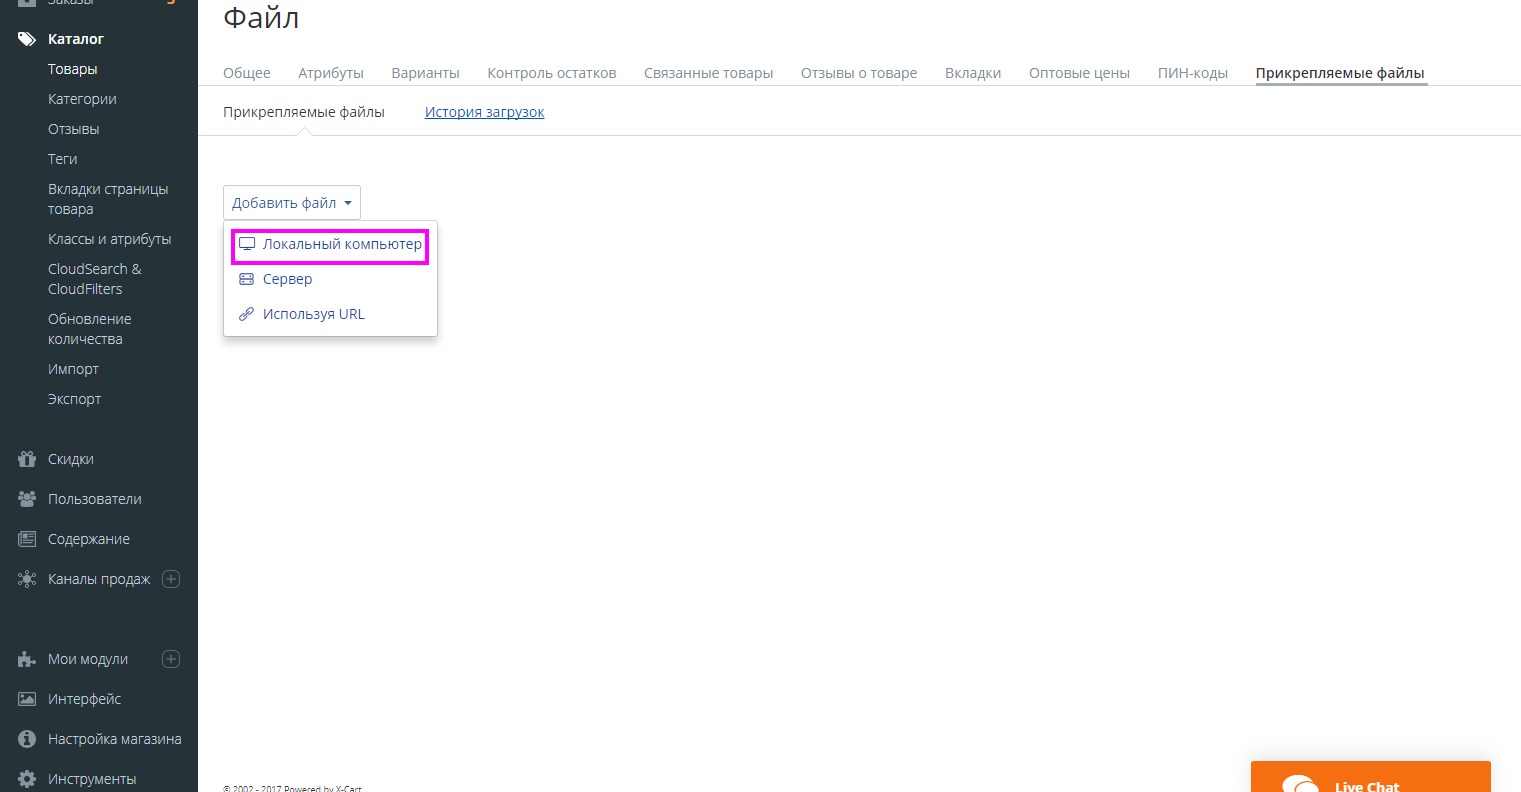 Заказы
Каталог
Товары
Категории
Отзывы
Теги
Вкладки страницы
товара
Классы и атрибуты
CloudSearch &
CloudFilters
Обновление
количества
Импорт
Экспорт
Скидки
Пользователи
Содержание
Каналы продаж
Мои модули
Интерфейс
Настройка магазина
Инструменты
Файл
Общее Атрибуты Варианты Контроль остатков Связанные товары Отзывы о товаре Вкладки Оптовые цены ПИН-коды Прикрепляемые файлы
Прикрепляемые файлы История загрузок
Добавить файл
Локальный компьютер
Сервер
Используя URL
© 2002 - 2017 Powered by X-Cart
Live Chat